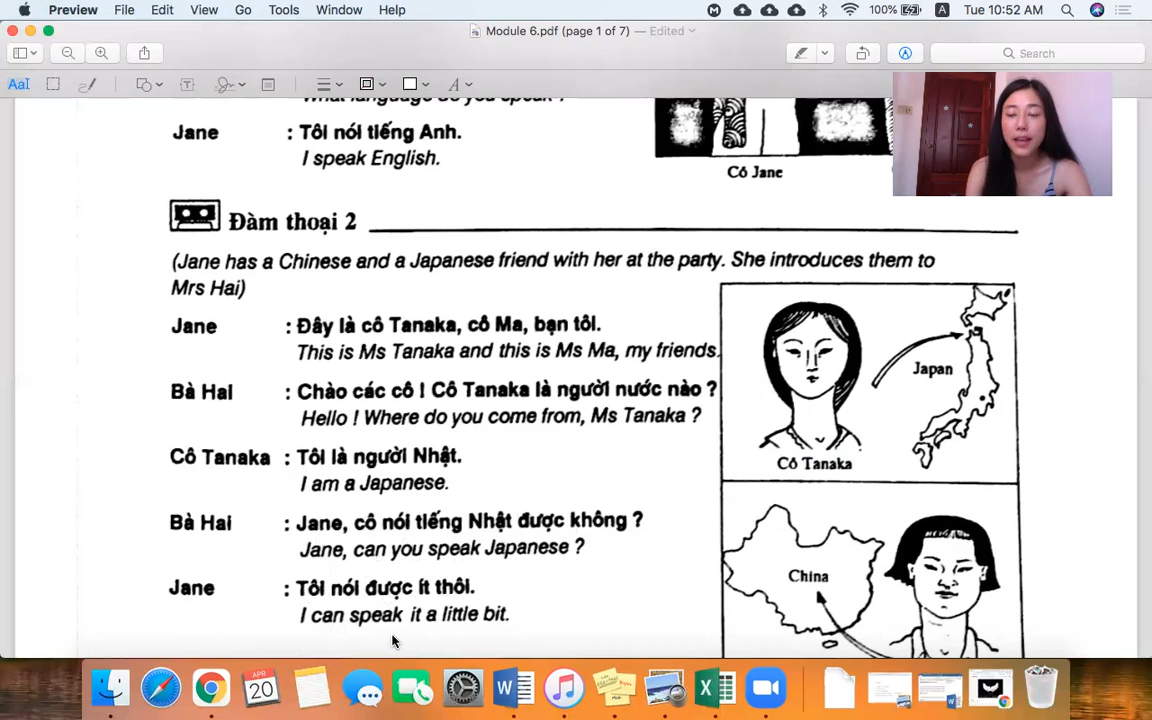 Preview File Edit View Go Tools Window Help 100% A Tue 10:52 AM
Module 6.pdf (page 1 of 7) — Edited
Search
AaI T A
Jane : Tôi nói tiếng Anh.
I speak English.
Cô Jane
Đàm thoại 2
(Jane has a Chinese and a Japanese friend with her at the party. She introduces them to
Mrs Hai)
Jane : Đây là cô Tanaka, cô Ma, bạn tôi.
This is Ms Tanaka and this is Ms Ma, my friends.
Bà Hai : Chào các cô ! Cô Tanaka là người nước nào ?
Hello ! Where do you come from, Ms Tanaka ?
Cô Tanaka : Tôi là người Nhật.
I am a Japanese.
Bà Hai : Jane, cô nói tiếng Nhật được không ?
Jane, can you speak Japanese ?
Jane : Tôi nói được ít thôi.
I can speak it a little bit.
Japan
Cô Tanaka
China
APR
20
W
X